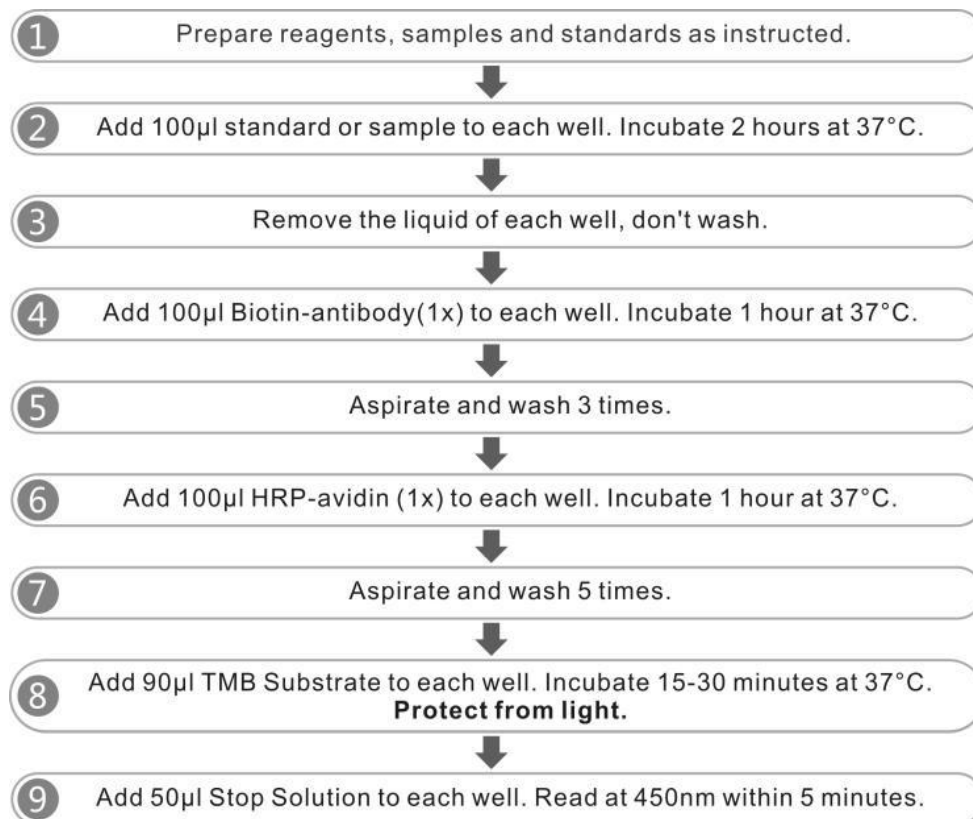 1 Prepare reagents, samples and standards as instructed.
2 Add 100µl standard or sample to each well. Incubate 2 hours at 37°C.
3 Remove the liquid of each well, don't wash.
4 Add 100µl Biotin-antibody(1x) to each well. Incubate 1 hour at 37°C.
5 Aspirate and wash 3 times.
6 Add 100µl HRP-avidin (1x) to each well. Incubate 1 hour at 37°C.
7 Aspirate and wash 5 times.
8 Add 90µl TMB Substrate to each well. Incubate 15-30 minutes at 37°C.
Protect from light.
9 Add 50µl Stop Solution to each well. Read at 450nm within 5 minutes.